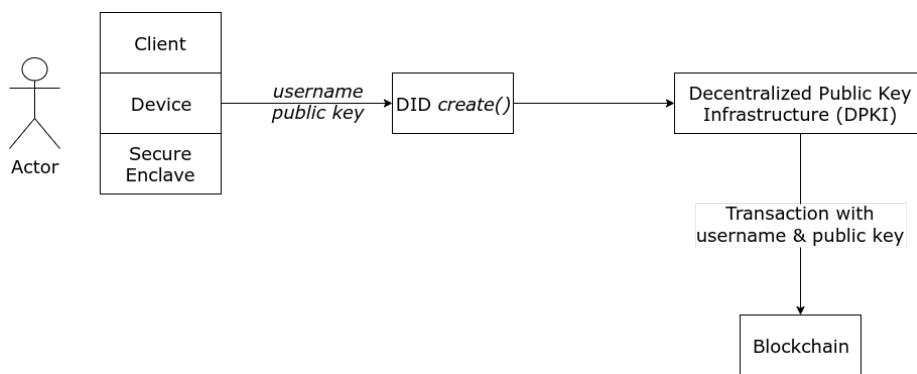 Client
Device
Secure
Enclave
Actor
username
public key
DID create()
Decentralized Public Key
Infrastructure (DPKI)
Transaction with
username & public key
Blockchain